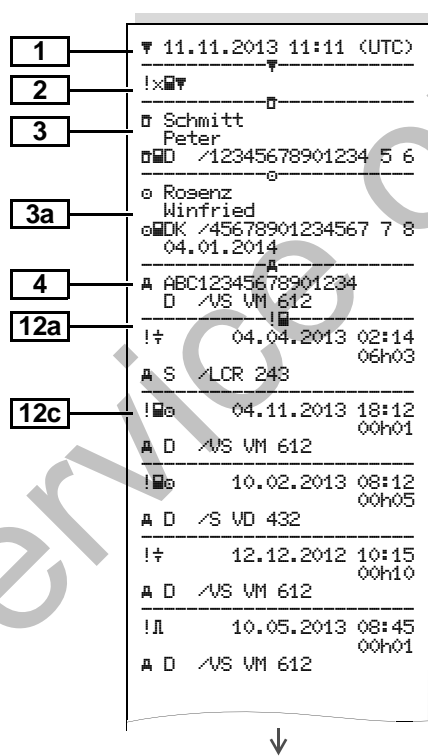 1
▼ 11.11.2013 11:11 (UTC)
2
!x▼
3
Schmitt
Peter
D /12345678901234 5 6
3a
Rogenz
Winfried
DK /45678901234567 7 8
04.01.2014
4
A ABC12345678901234
D /VS VM 612
12a
!÷ 04.04.2013 02:14
06h03
A S /LCR 243
12c
! 04.11.2013 18:12
00h01
A D /VS VM 612
! 10.02.2013 08:12
00h05
A D /S VD 432
!÷ 12.12.2012 10:15
00h10
A D /VS VM 612
!Л 10.05.2013 08:45
00h01
A D /VS VM 612
service